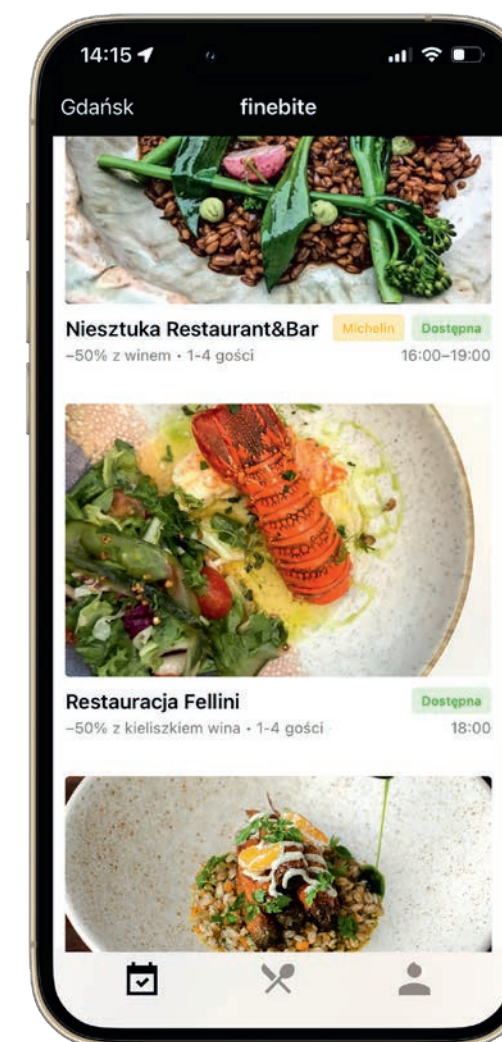 14:15
Gdańsk
finebite
Niesztuka Restaurant&Bar Michelin Dostępna
–50% z winem • 1-4 gości 16:00–19:00
Restauracja Fellini Dostępna
–50% z kieliszkiem wina • 1-4 gości 18:00